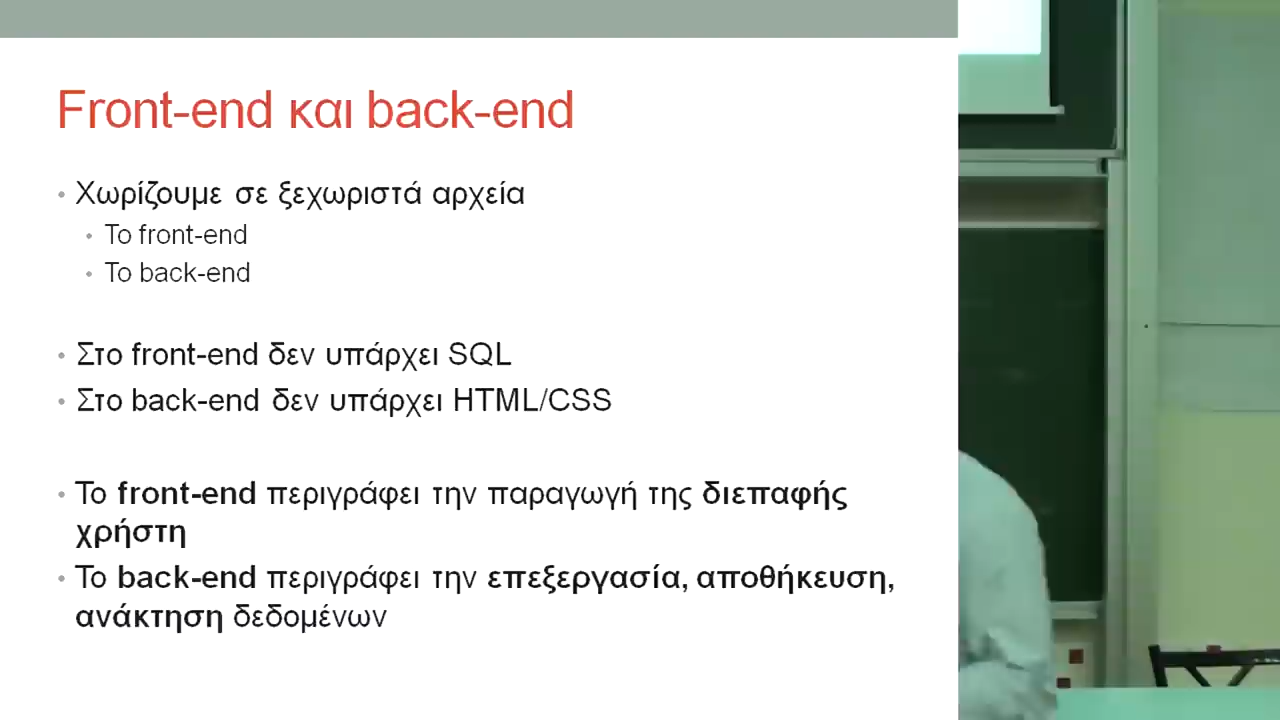 Front-end και back-end
• Χωρίζουμε σε ξεχωριστά αρχεία
• Το front-end
• Το back-end
• Στο front-end δεν υπάρχει SQL
• Στο back-end δεν υπάρχει HTML/CSS
• Το front-end περιγράφει την παραγωγή της διεπαφής
χρήστη
• Το back-end περιγράφει την επεξεργασία, αποθήκευση,
ανάκτηση δεδομένων